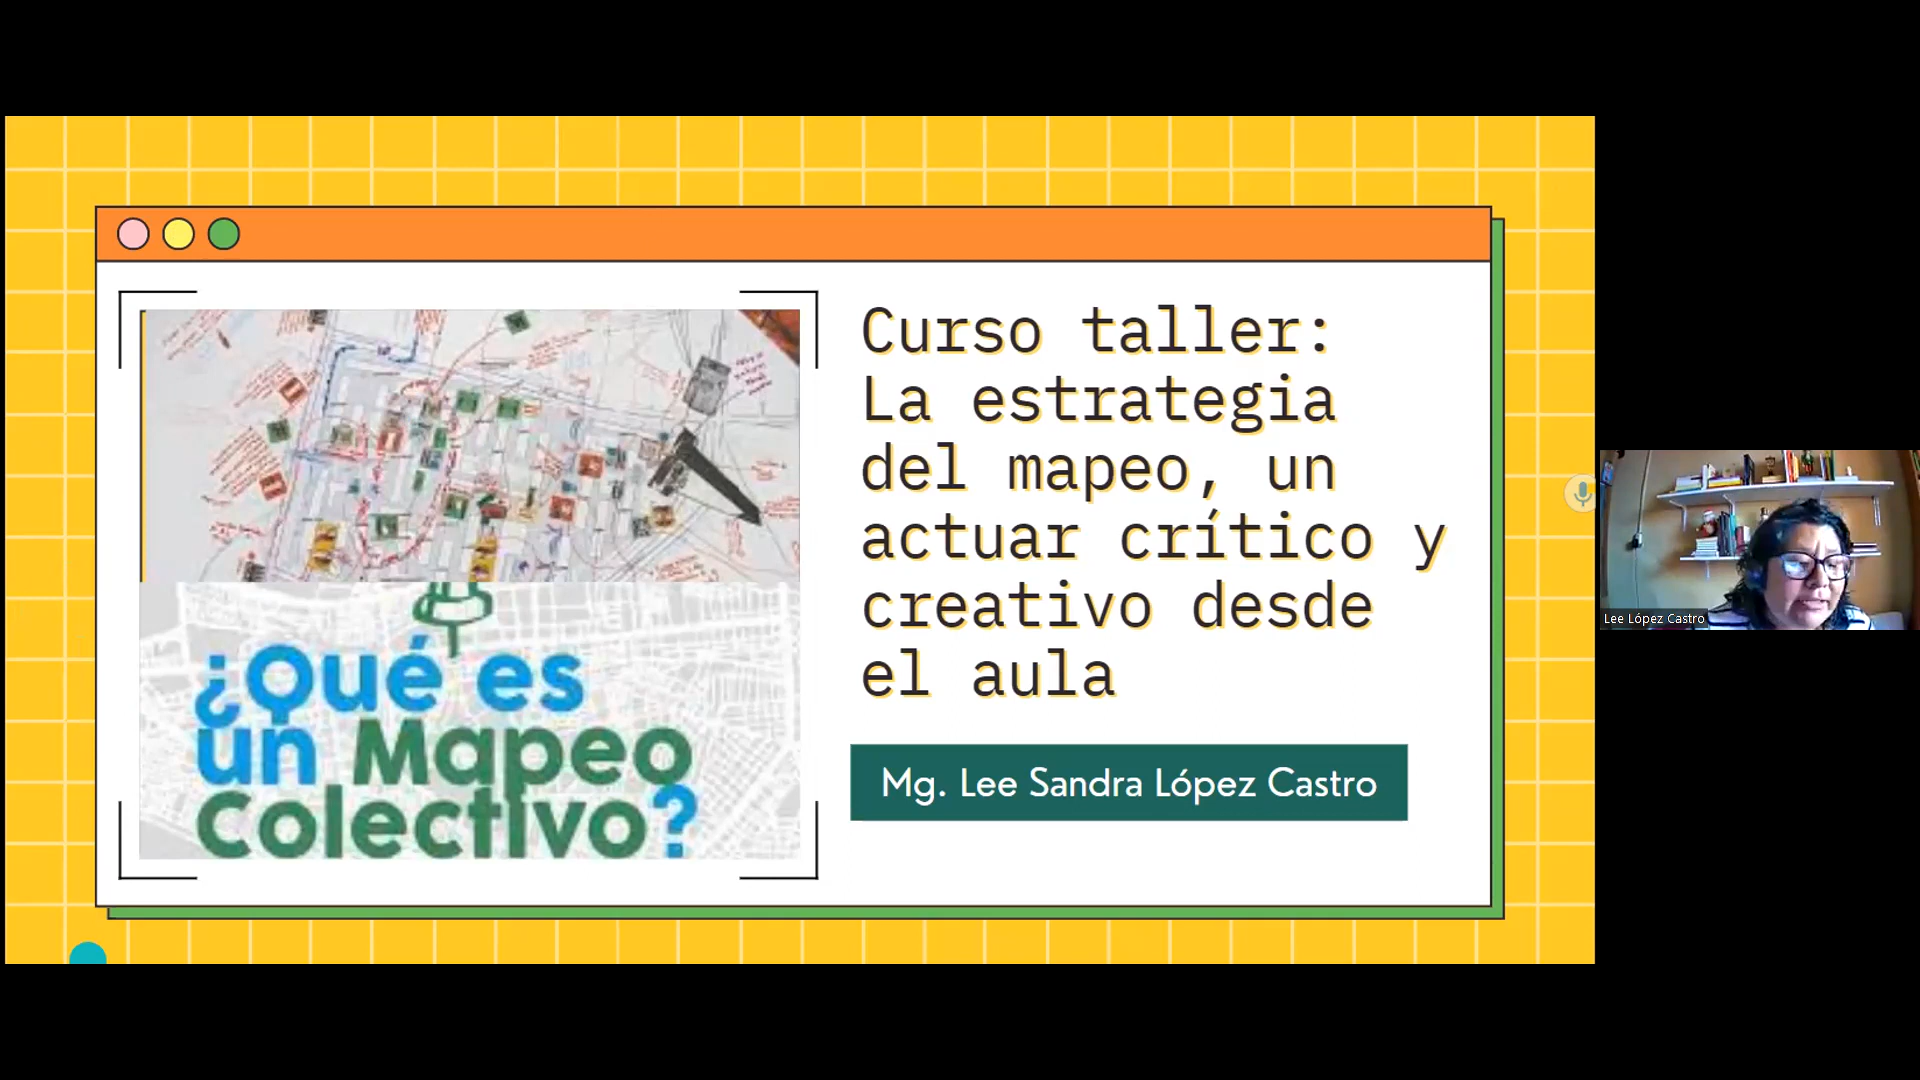 ¿Qué es
un Mapeo
Colectivo?
Curso taller:
La estrategia
del mapeo, un
actuar crítico y
creativo desde
el aula
Mg. Lee Sandra López Castro
Lee López Castro